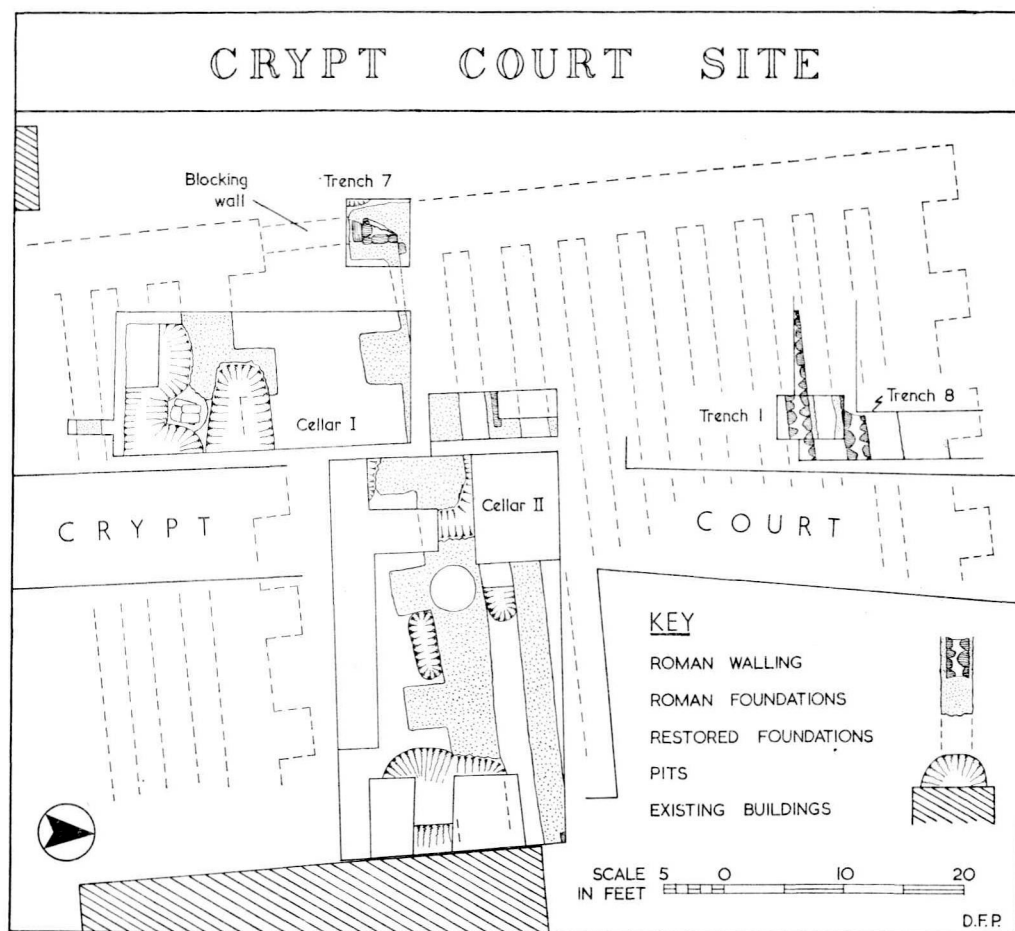 CRYPT COURT SITE
Blocking
wall
Trench 7
Cellar I
Trench I
Trench 8
Cellar II
CRYPT
COURT
KEY
ROMAN WALLING
ROMAN FOUNDATIONS
RESTORED FOUNDATIONS
PITS
EXISTING BUILDINGS
SCALE
IN FEET
5 0 10 20
D.F.P.